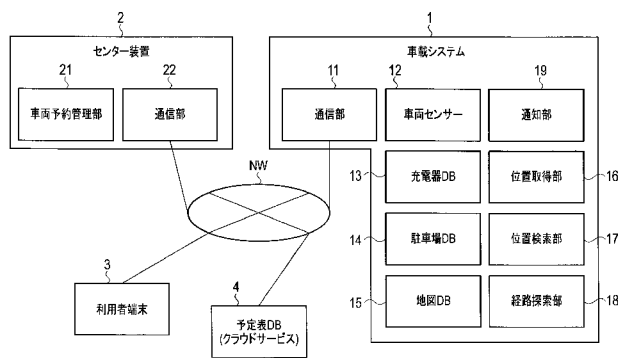 2
センター装置
21
車両予約管理部
22
通信部
1
車載システム
11
通信部
12
車両センサー
19
通知部
13
充電器DB
位置取得部
16
14
駐車場DB
位置検索部
17
15
地図DB
経路探索部
18
NW
3
利用者端末
4
予定表DB
(クラウドサービス)